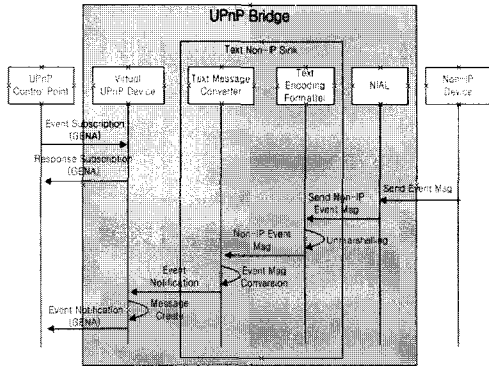 UPnP Bridge
Text Non-IP Sink
UPnP
Control Point
Virtual
UPnP Device
Text Message
Converter
Text
Encoding
Formatter
NIAL
Non-IP
Device
Event Subscription
(GENA)
Response Subscription
(GENA)
Send Event Msg
Send Non-IP
Event Msg
Unmarshalling
Non-IP Event
Msg
Event Msg
Conversion
Event
Notification
Message
Create
Event Notification
(GENA)